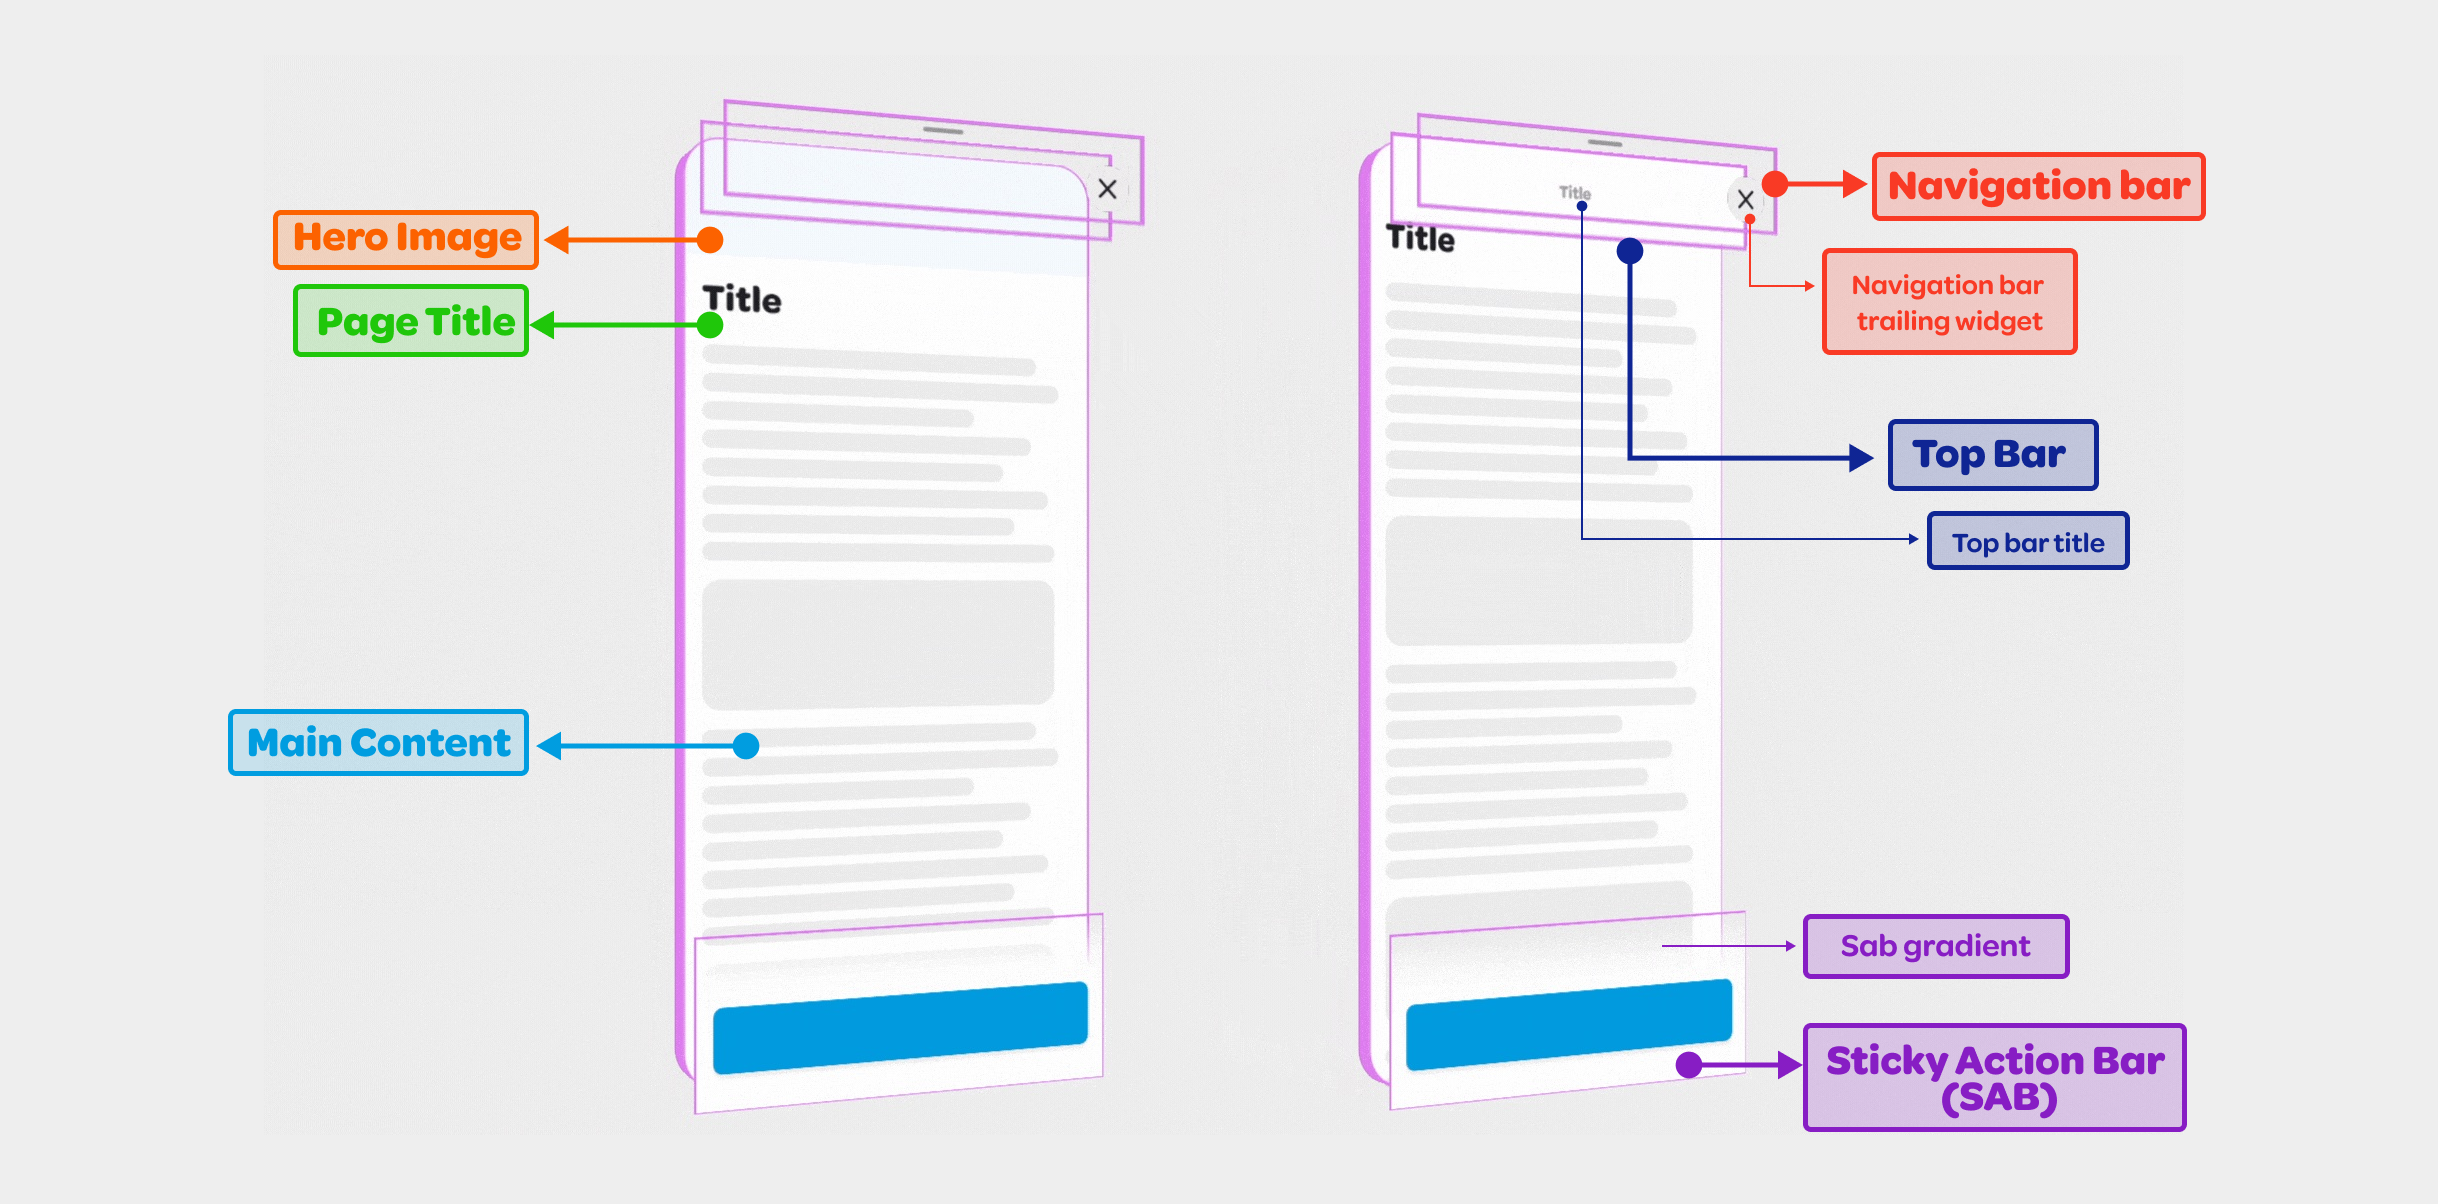 Hero Image
Page Title
Main Content
Title
X
Title
X
Title
Navigation bar
Navigation bar
trailing widget
Top Bar
Top bar title
Sab gradient
Sticky Action Bar
(SAB)